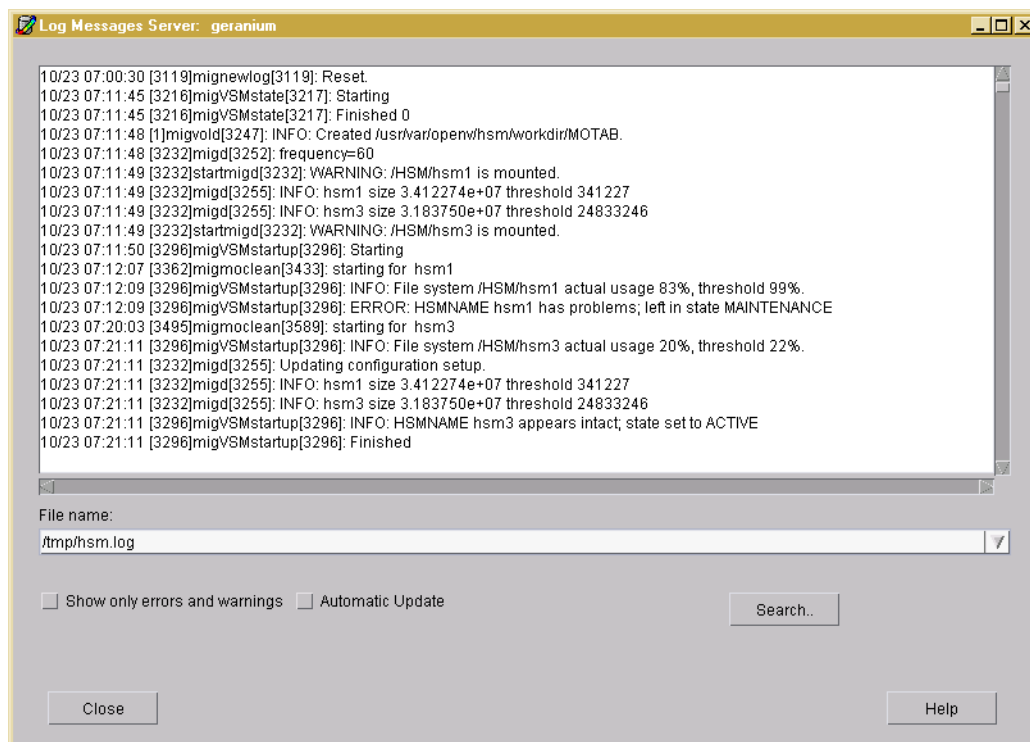 Log Messages Server: geranium
10/23 07:00:30 [3119]mignewlog[3119]: Reset.
10/23 07:11:45 [3216]migVSMstate[3217]: Starting
10/23 07:11:45 [3216]migVSMstate[3217]: Finished 0
10/23 07:11:48 [1]migvold[3247]: INFO: Created /usr/var/openv/hsm/workdir/MOTAB.
10/23 07:11:48 [3232]migd[3252]: frequency=60
10/23 07:11:49 [3232]startmigd[3232]: WARNING: /HSM/hsm1 is mounted.
10/23 07:11:49 [3232]migd[3255]: INFO: hsm1 size 3.412274e+07 threshold 341227
10/23 07:11:49 [3232]migd[3255]: INFO: hsm3 size 3.183750e+07 threshold 24833246
10/23 07:11:49 [3232]startmigd[3232]: WARNING: /HSM/hsm3 is mounted.
10/23 07:11:50 [3296]migVSMstartup[3296]: Starting
10/23 07:12:07 [3362]migmoclean[3433]: starting for hsm1
10/23 07:12:09 [3296]migVSMstartup[3296]: INFO: File system /HSM/hsm1 actual usage 83%, threshold 99%.
10/23 07:12:09 [3296]migVSMstartup[3296]: ERROR: HSMNAME hsm1 has problems; left in state MAINTENANCE
10/23 07:20:03 [3495]migmoclean[3589]: starting for hsm3
10/23 07:21:11 [3296]migVSMstartup[3296]: INFO: File system /HSM/hsm3 actual usage 20%, threshold 22%.
10/23 07:21:11 [3232]migd[3255]: Updating configuration setup.
10/23 07:21:11 [3232]migd[3255]: INFO: hsm1 size 3.412274e+07 threshold 341227
10/23 07:21:11 [3232]migd[3255]: INFO: hsm3 size 3.183750e+07 threshold 24833246
10/23 07:21:11 [3296]migVSMstartup[3296]: INFO: HSMNAME hsm3 appears intact; state set to ACTIVE
10/23 07:21:11 [3296]migVSMstartup[3296]: Finished
File name:
/tmp/hsm.log
Show only errors and warnings Automatic Update
Search..
Close Help